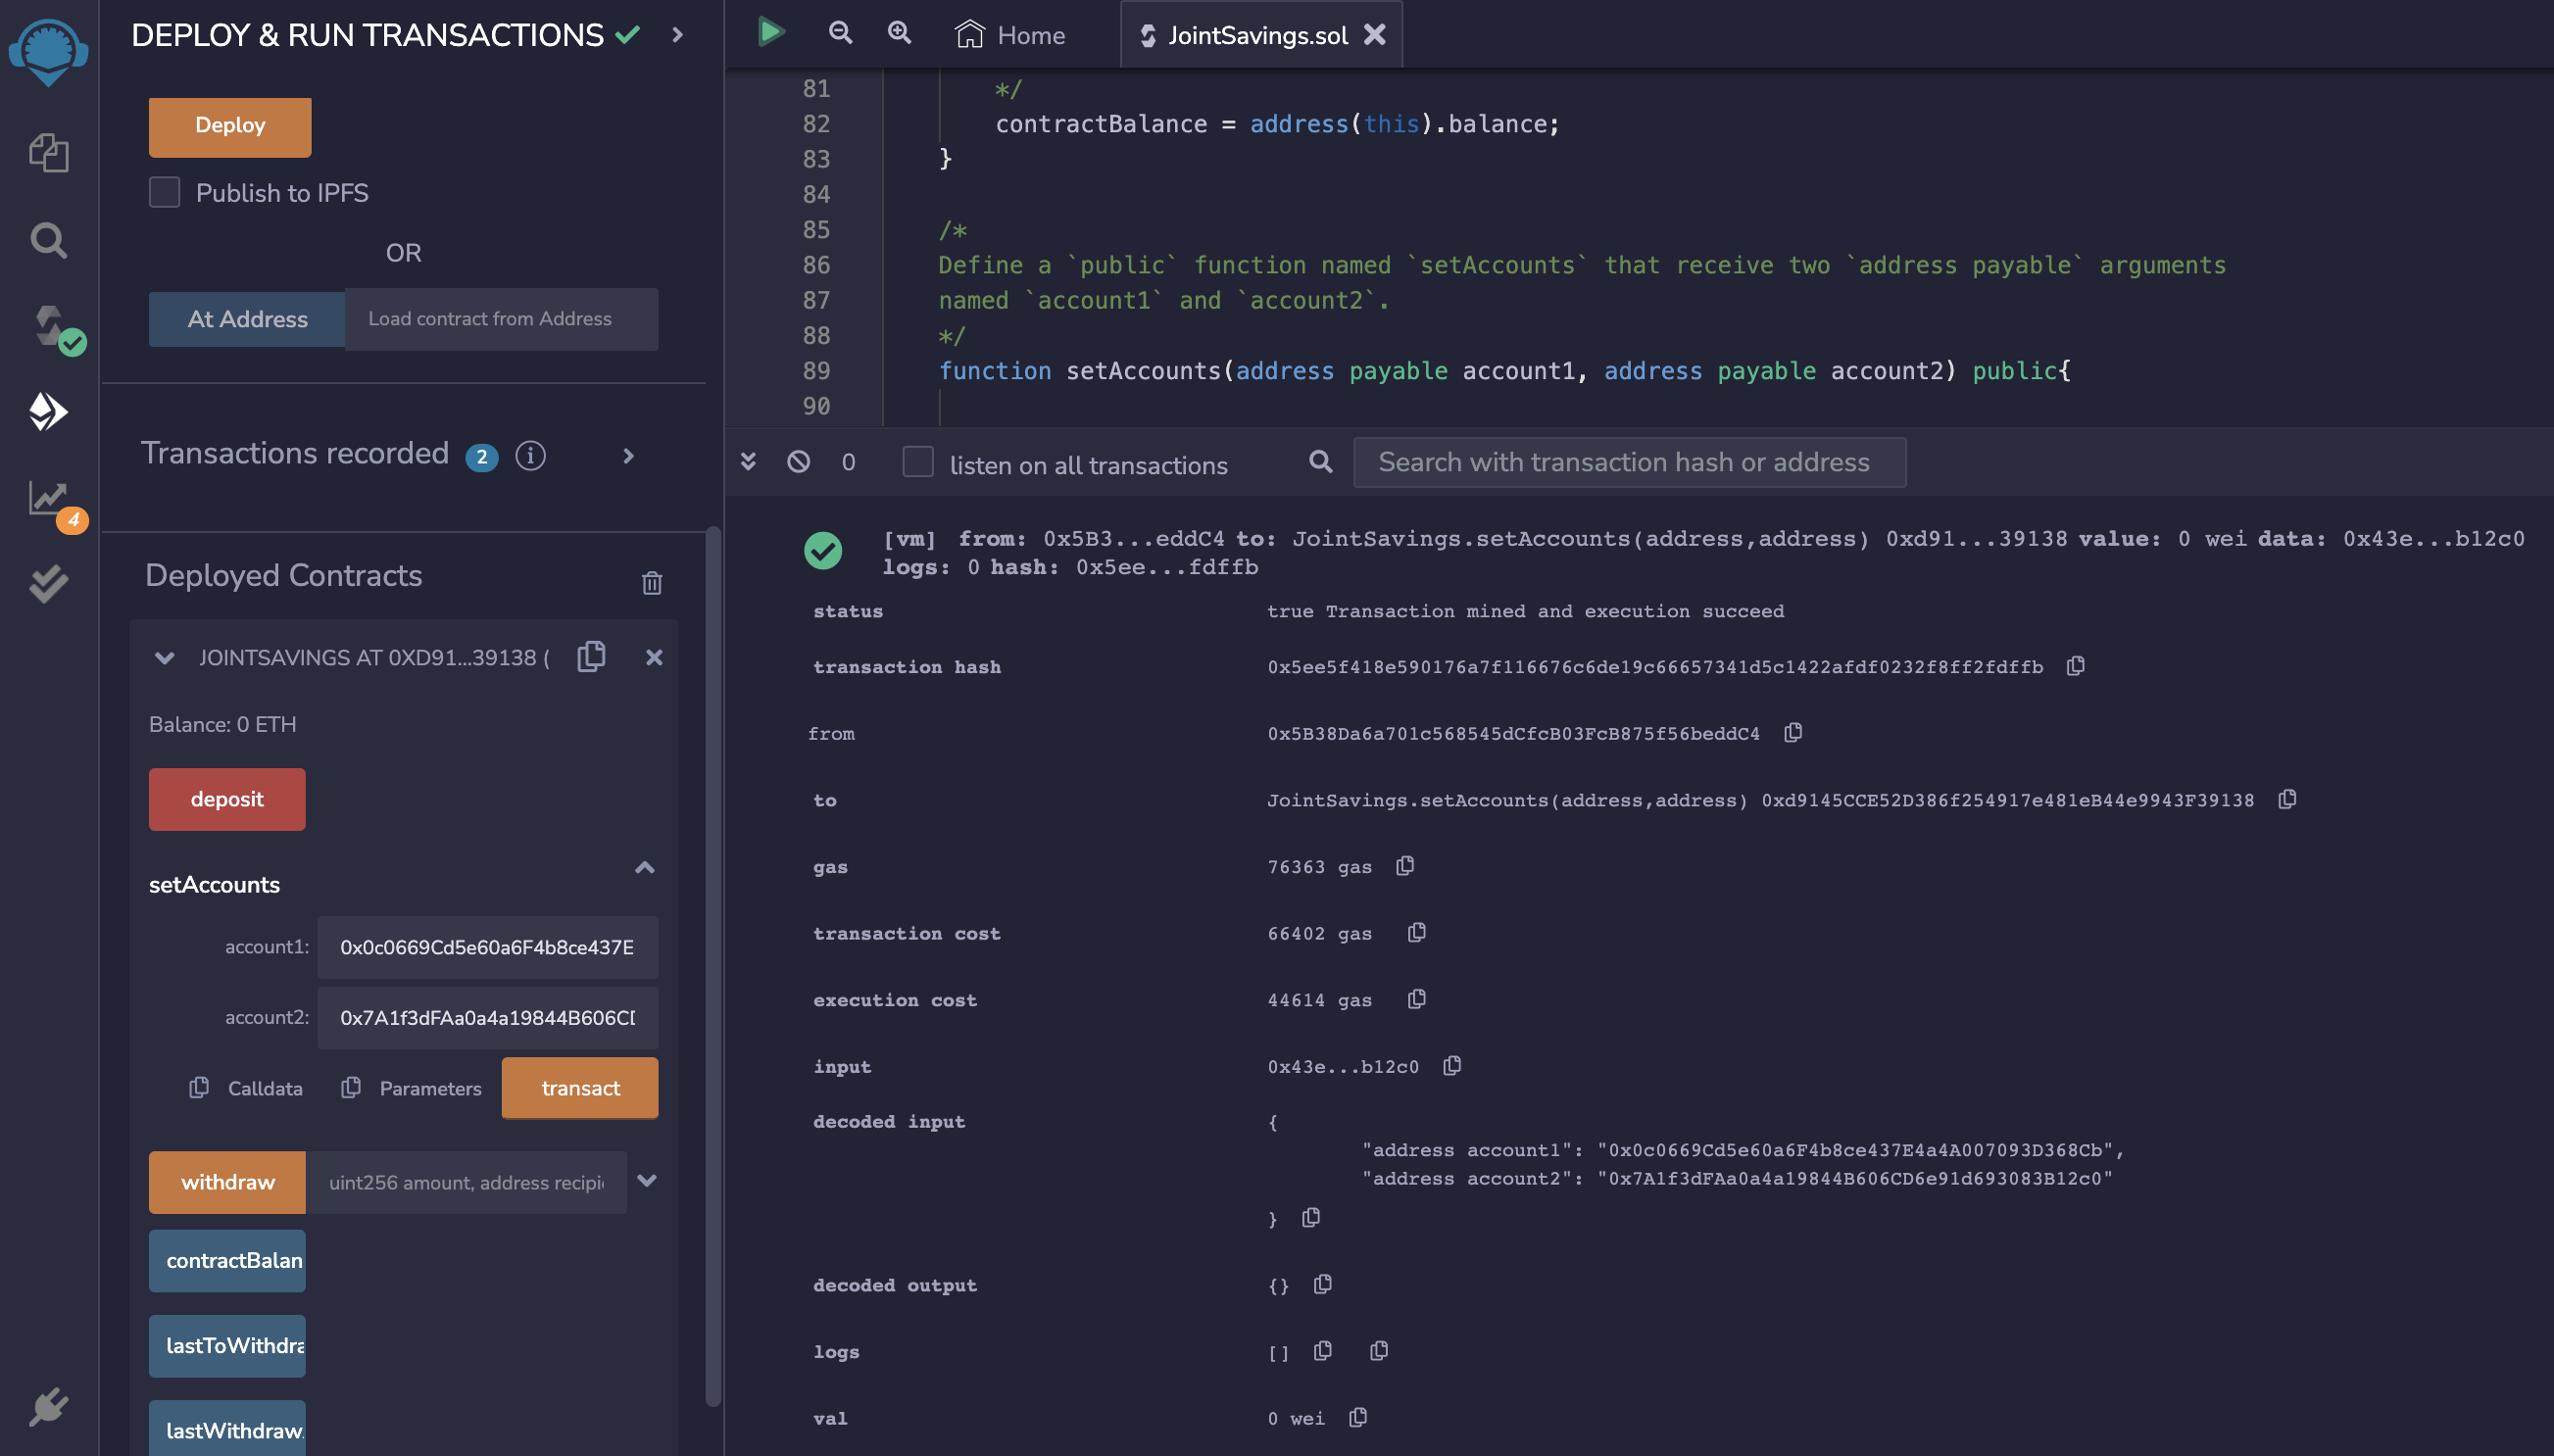 DEPLOY & RUN TRANSACTIONS
Deploy
Publish to IPFS
OR
At Address
Load contract from Address
Transactions recorded 2 i
4
Deployed Contracts
JOINTSAVINGS AT 0XD91...39138 (
Balance: 0 ETH
deposit
setAccounts
account1: 0x0c0669Cd5e60a6F4b8ce437E
account2: 0x7A1f3dFAa0a4a19844B606CD
Calldata Parameters transact
withdraw uint256 amount, address recipi
contractBalan
lastToWithdra
lastWithdraw
Home
JointSavings.sol
81 */
82 contractBalance = address(this).balance;
83 }
84
85 /*
86 Define a `public` function named `setAccounts` that receive two `address payable` arguments
87 named `account1` and `account2`.
88 */
89 function setAccounts(address payable account1, address payable account2) public{
90
0 listen on all transactions Search with transaction hash or address
[vm] from: 0x5B3...eddC4 to: JointSavings.setAccounts(address,address) 0xd91...39138 value: 0 wei data: 0x43e...b12c0
logs: 0 hash: 0x5ee...fdffb
status true Transaction mined and execution succeed
transaction hash 0x5ee5f418e590176a7f116676c6de19c66657341d5c1422afdf0232f8ff2fdffb
from 0x5B38Da6a701c568545dCfcB03FcB875f56beddC4
to JointSavings.setAccounts(address,address) 0xd9145CCE52D386f254917e481eB44e9943F39138
gas 76363 gas
transaction cost 66402 gas
execution cost 44614 gas
input 0x43e...b12c0
decoded input {
"address account1": "0x0c0669Cd5e60a6F4b8ce437E4a4A007093D368Cb",
"address account2": "0x7A1f3dFAa0a4a19844B606CD6e91d693083B12c0"
}
decoded output {}
logs []
val 0 wei